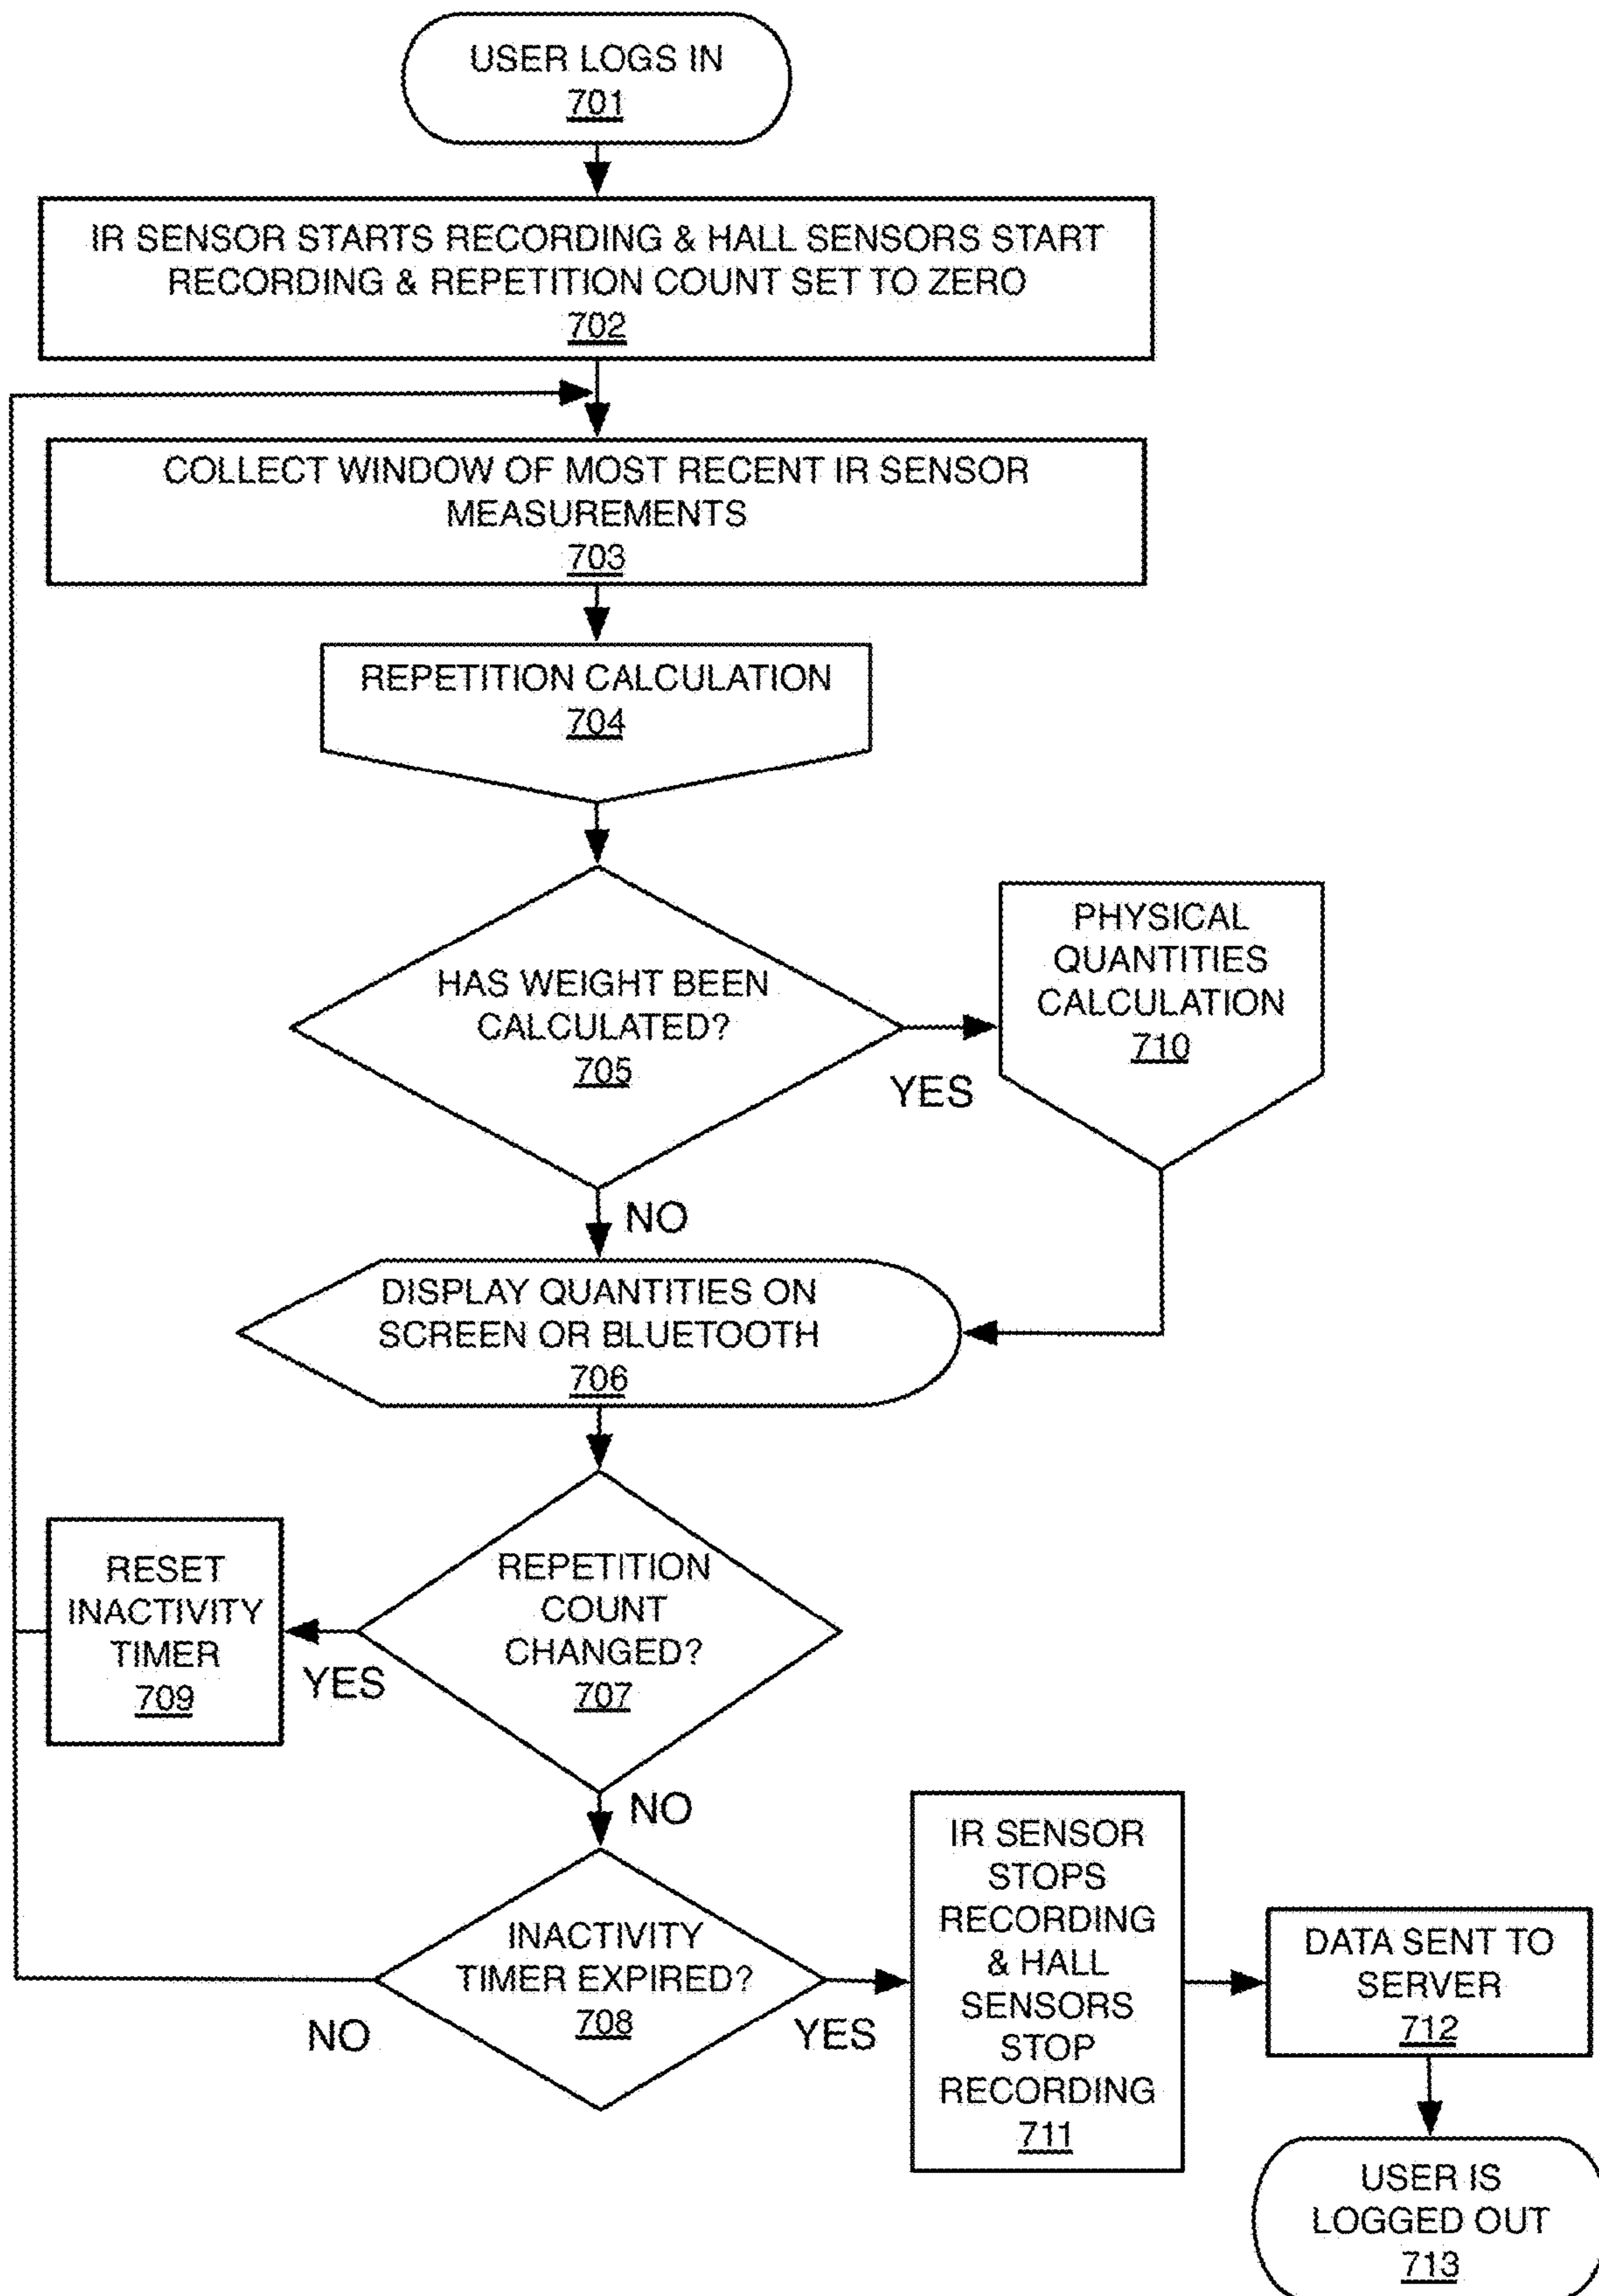 USER LOGS IN
701
IR SENSOR STARTS RECORDING & HALL SENSORS START
RECORDING & REPETITION COUNT SET TO ZERO
702
COLLECT WINDOW OF MOST RECENT IR SENSOR
MEASUREMENTS
703
REPETITION CALCULATION
704
HAS WEIGHT BEEN
CALCULATED?
705
YES
PHYSICAL
QUANTITIES
CALCULATION
710
NO
DISPLAY QUANTITIES ON
SCREEN OR BLUETOOTH
706
REPETITION
COUNT
CHANGED?
707
YES
RESET
INACTIVITY
TIMER
709
NO
INACTIVITY
TIMER EXPIRED?
708
NO
YES
IR SENSOR
STOPS
RECORDING
& HALL
SENSORS
STOP
RECORDING
711
DATA SENT TO
SERVER
712
USER IS
LOGGED OUT
713